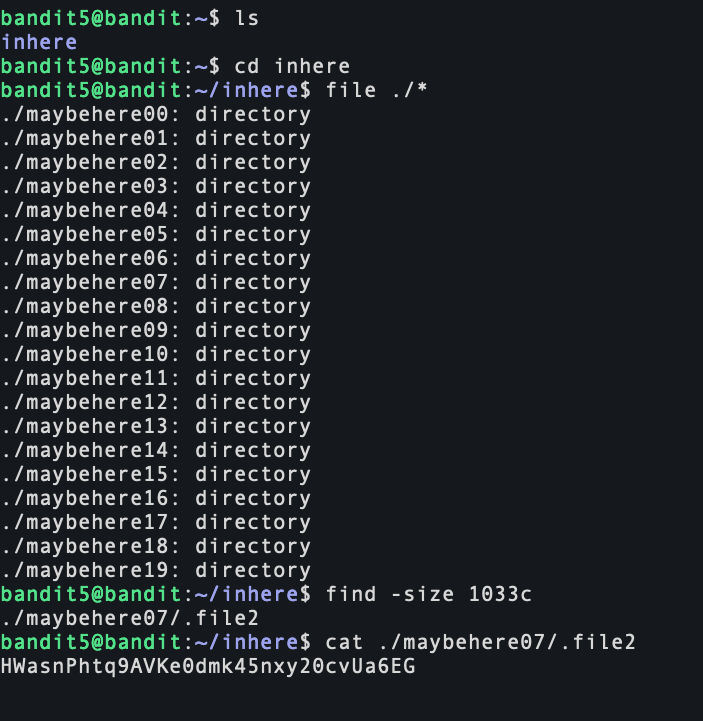 bandit5@bandit:~$ ls
inhere
bandit5@bandit:~$ cd inhere
bandit5@bandit:~/inhere$ file ./*
./maybehere00: directory
./maybehere01: directory
./maybehere02: directory
./maybehere03: directory
./maybehere04: directory
./maybehere05: directory
./maybehere06: directory
./maybehere07: directory
./maybehere08: directory
./maybehere09: directory
./maybehere10: directory
./maybehere11: directory
./maybehere12: directory
./maybehere13: directory
./maybehere14: directory
./maybehere15: directory
./maybehere16: directory
./maybehere17: directory
./maybehere18: directory
./maybehere19: directory
bandit5@bandit:~/inhere$ find -size 1033c
./maybehere07/.file2
bandit5@bandit:~/inhere$ cat ./maybehere07/.file2
HWasnPhtq9AVKe0dmk45nxy20cvUa6EG